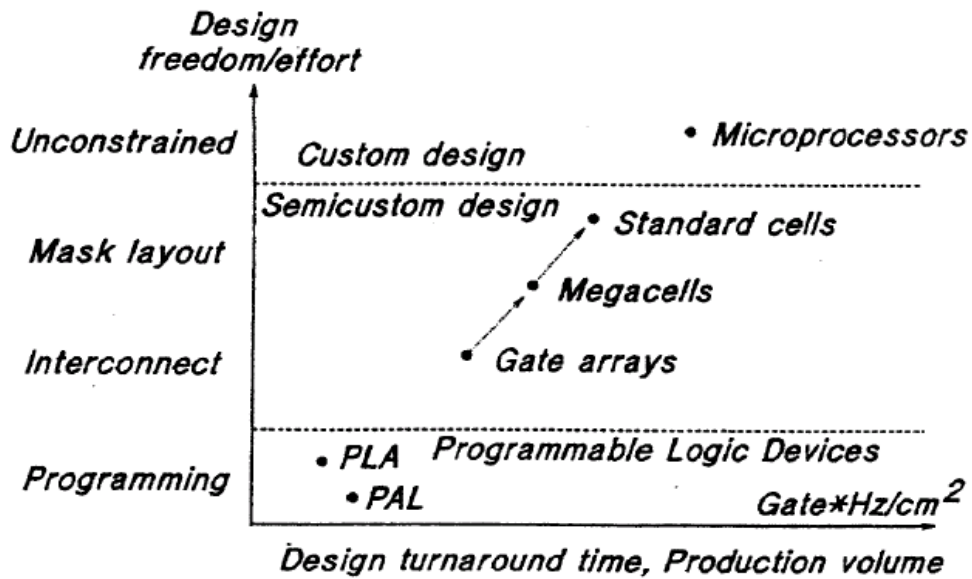 Design
freedom/effort
Unconstrained
Microprocessors
Custom design
Semicustom design
Standard cells
Mask layout
Megacells
Interconnect
Gate arrays
Programmable Logic Devices
PLA
Programming
PAL
Gate*Hz/cm²
Design turnaround time, Production volume